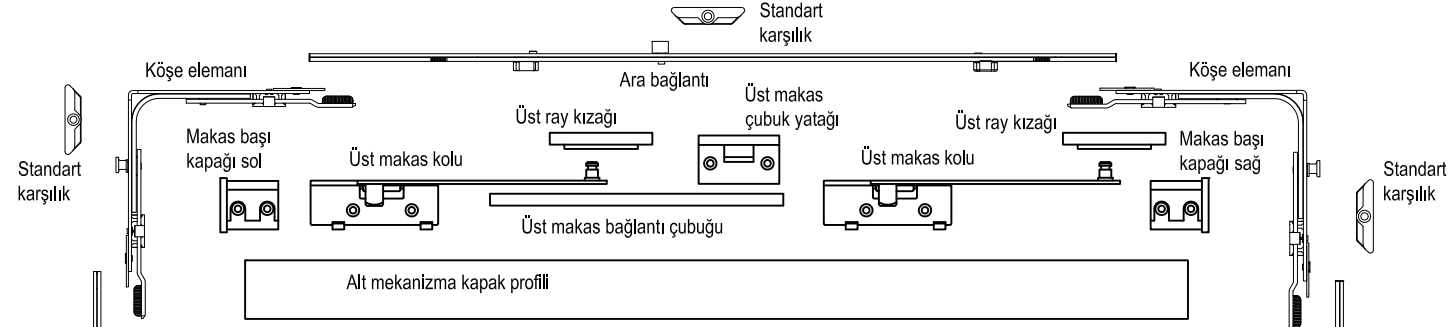 Standart
karşılık
Köşe elemanı
Ara bağlantı
Köşe elemanı
Üst makas
çubuk yatağı
Üst ray kızağı
Üst ray kızağı
Makas başı
kapağı sol
Üst makas kolu
Üst makas kolu
Makas başı
kapağı sağ
Standart
karşılık
Standart
karşılık
Üst makas bağlantı çubuğu
Alt mekanizma kapak profili